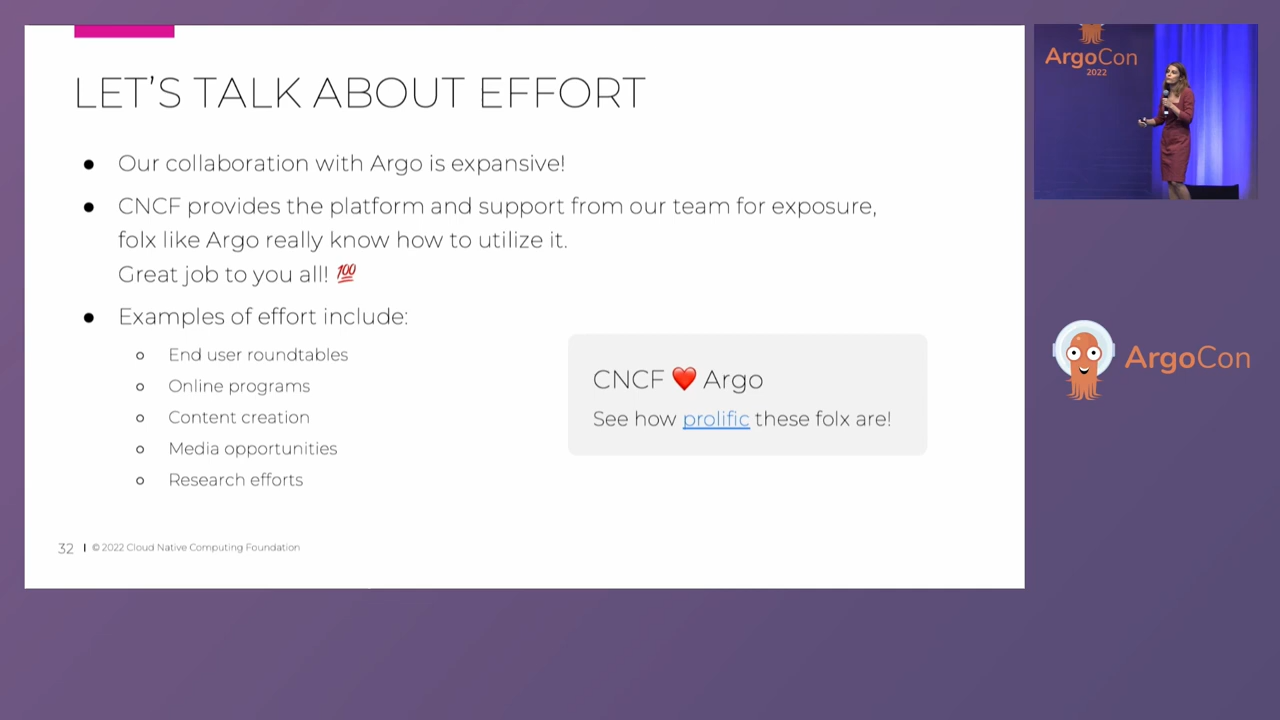 LET'S TALK ABOUT EFFORT
● Our collaboration with Argo is expansive!
● CNCF provides the platform and support from our team for exposure,
folx like Argo really know how to utilize it.
Great job to you all! 💯
● Examples of effort include:
○ End user roundtables
○ Online programs
○ Content creation
○ Media opportunities
○ Research efforts
CNCF ❤️ Argo
See how prolific these folx are!
32 | © 2022 Cloud Native Computing Foundation
ArgoCon
2022
ArgoCon